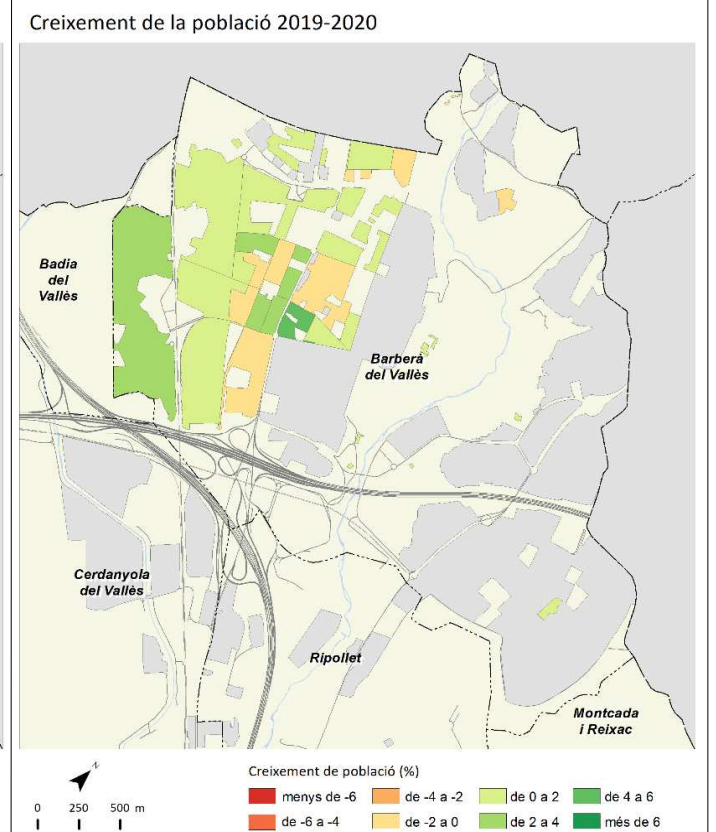 Creixement de la població 2019-2020
Badia
del
Vallès
Barberà
del Vallès
Cerdanyola
del Vallès
Ripollet
Montcada
i Reixac
N
0 250 500 m
Creixement de població (%)
menys de -6
de -4 a -2
de 0 a 2
de 4 a 6
de -6 a -4
de -2 a 0
de 2 a 4
més de 6